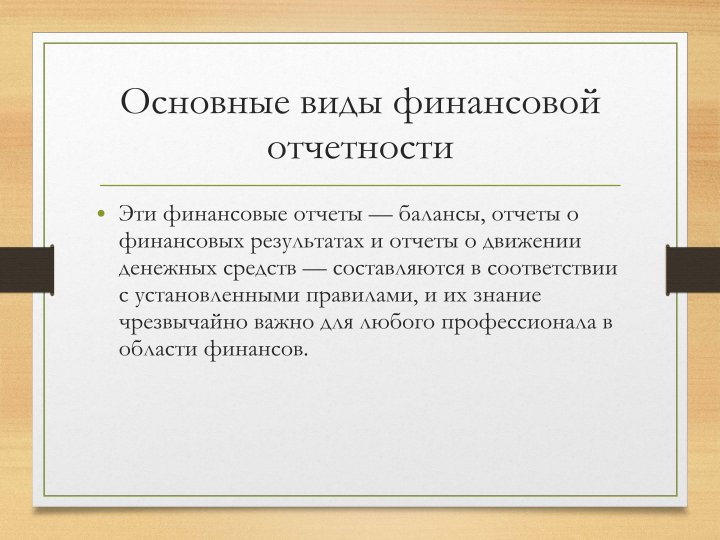 Основные виды финансовой
отчетности
• Эти финансовые отчеты — балансы, отчеты о
финансовых результатах и отчеты о движении
денежных средств — составляются в соответствии
с установленными правилами, и их знание
чрезвычайно важно для любого профессионала в
области финансов.